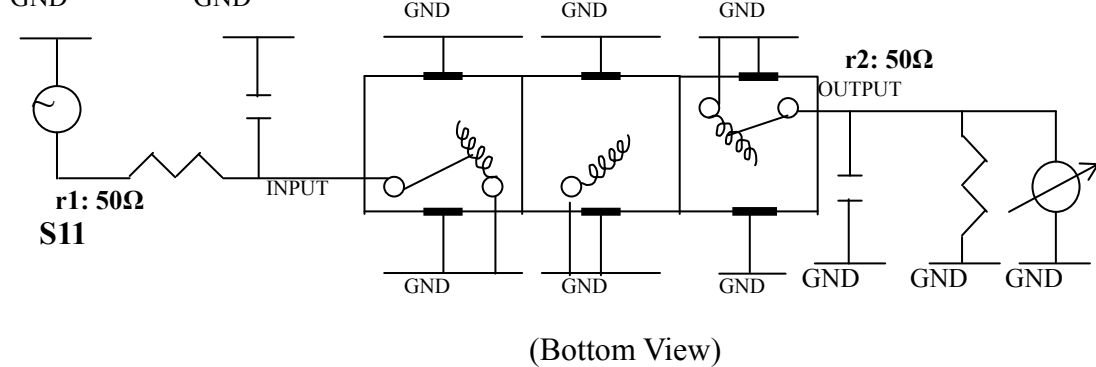 GND GND GND GND GND
r2: 50Ω
OUTPUT
INPUT
r1: 50Ω
S11
GND GND GND GND GND GND
(Bottom View)